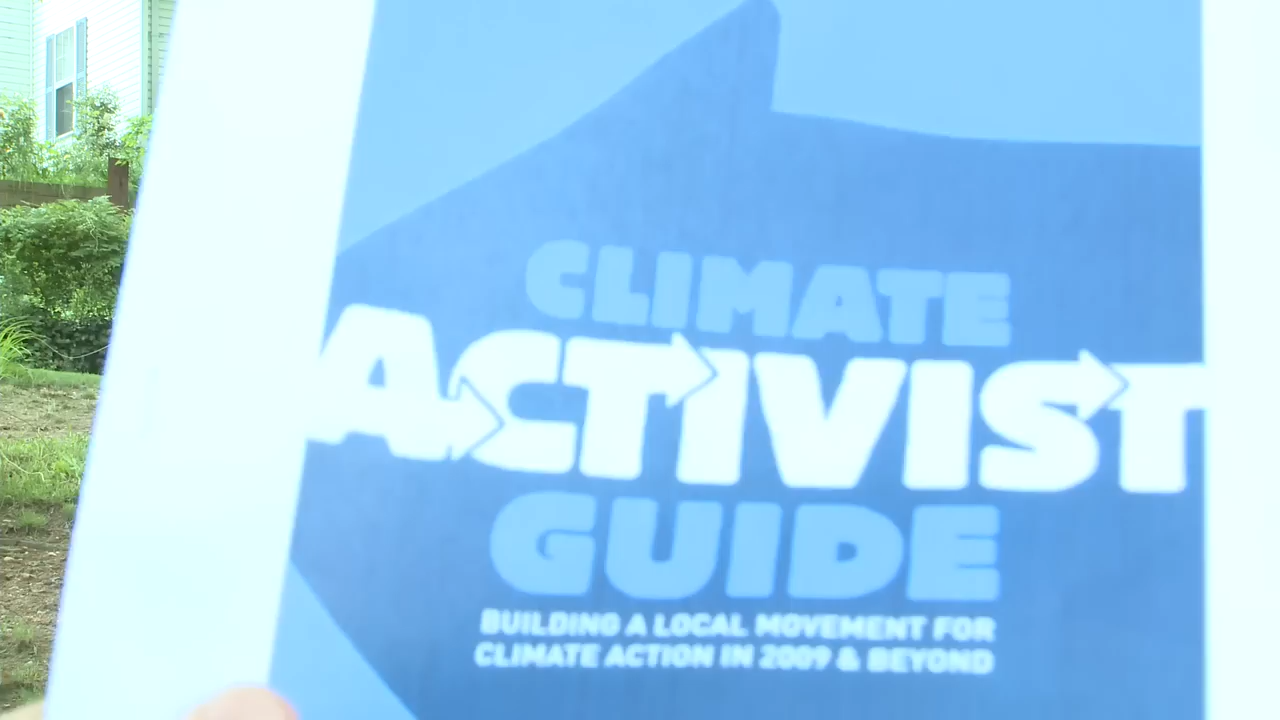 CLIMATE
ACTIVIST
GUIDE
BUILDING A LOCAL MOVEMENT FOR
CLIMATE ACTION IN 2009 & BEYOND